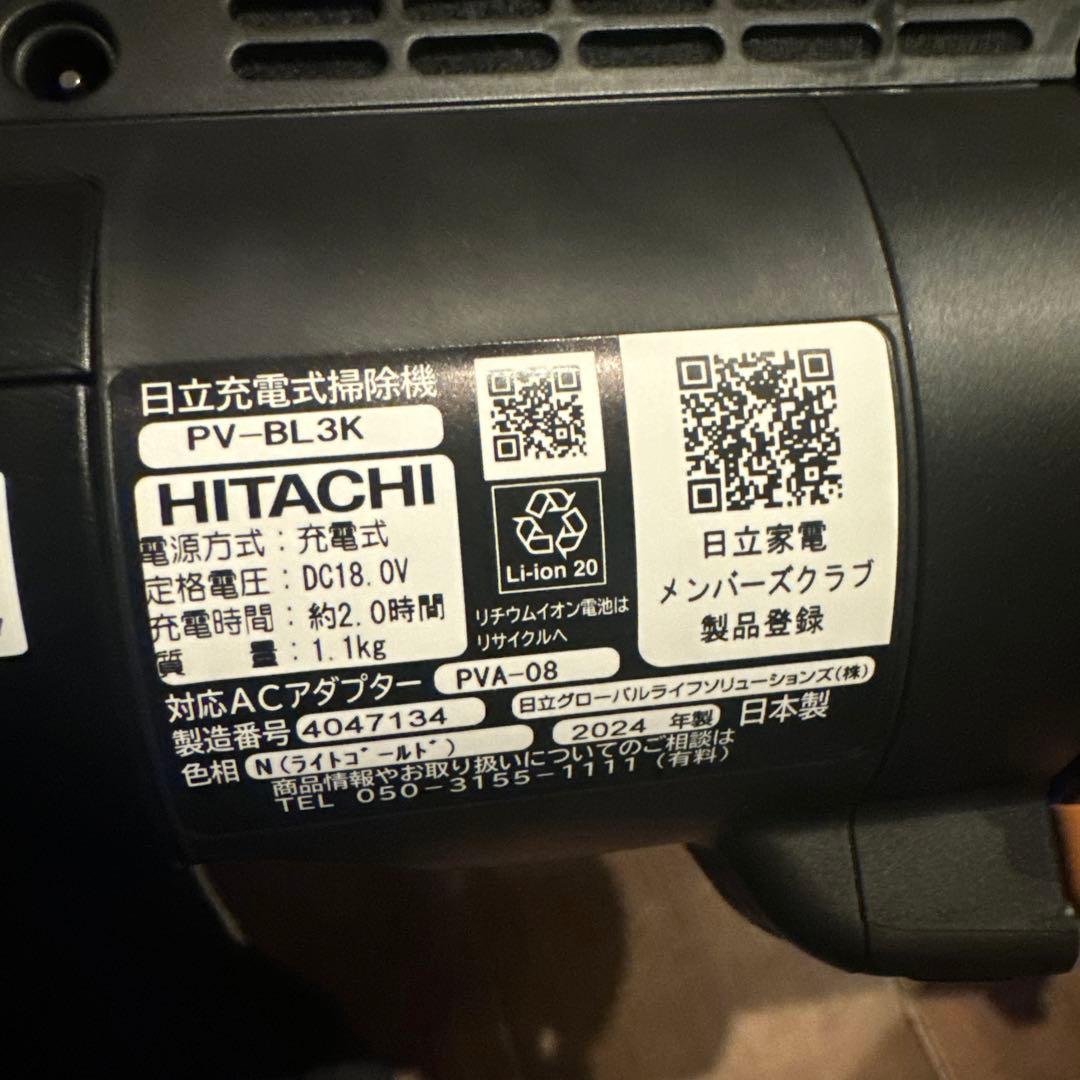 日立充電式掃除機
PV-BL3K
HITACHI
電源方式：充電式
定格電圧：DC18.0V
充電時間：約2.0時間
質 量：1.1kg
Li-ion 20
リチウムイオン電池は
リサイクルへ
日立家電
メンバーズクラブ
製品登録
対応ACアダプター PVA-08
日立グローバルライフソリューションズ(株)
製造番号 4047134
2024 年製 日本製
色相 N(ライトゴールド)
商品情報やお取り扱いについてのご相談は
TEL 050-3155-1111 (有料)